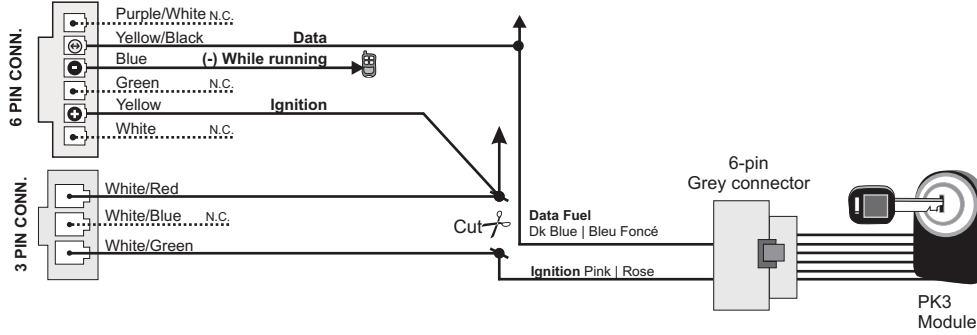 6 PIN CONN.
Purple/White N.C.
Yellow/Black Data
Blue (-) While running
Green N.C.
Yellow Ignition
White N.C.
3 PIN CONN.
White/Red
White/Blue N.C.
White/Green
Cut
Data Fuel
Dk Blue | Bleu Foncé
Ignition Pink | Rose
6-pin
Grey connector
PK3
Module